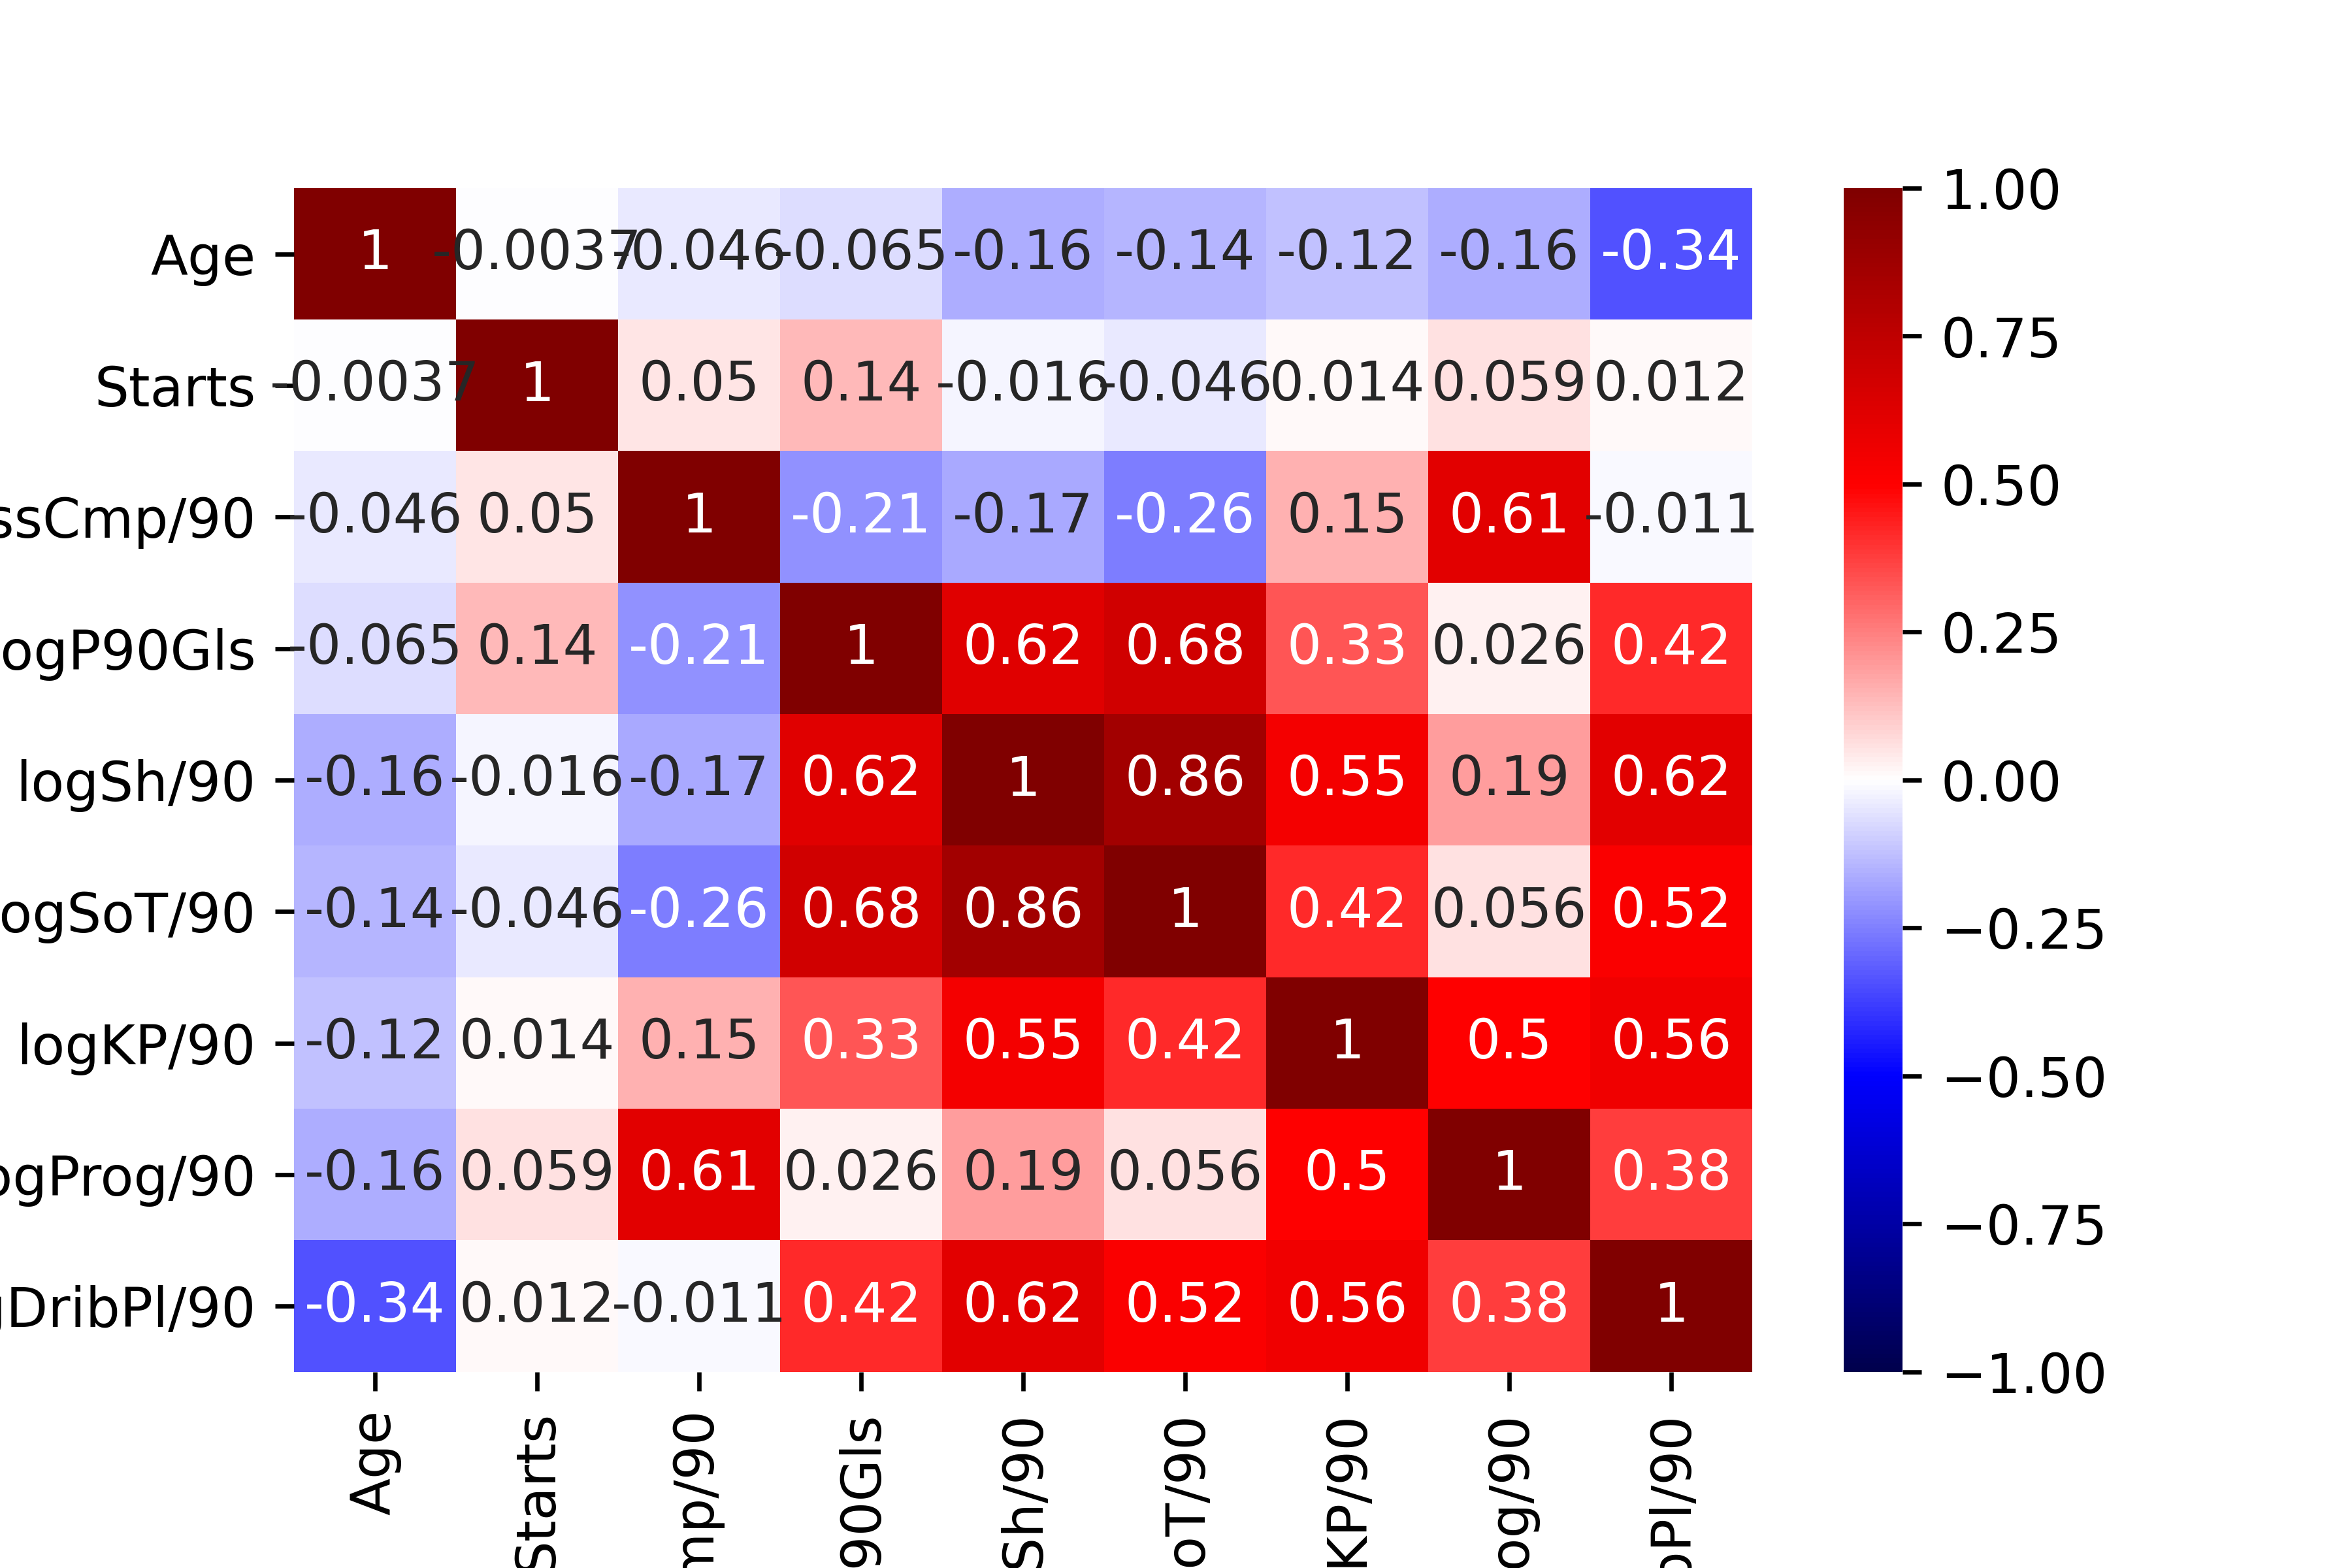 Age 1 -0.0037 -0.046 -0.065 -0.16 -0.14 -0.12 -0.16 -0.34
Starts -0.0037 1 0.05 0.14 -0.016 -0.046 0.014 0.059 0.012
ssCmp/90 -0.046 0.05 1 -0.21 -0.17 -0.26 0.15 0.61 -0.011
ogP90Gls -0.065 0.14 -0.21 1 0.62 0.68 0.33 0.026 0.42
logSh/90 -0.16 -0.016 -0.17 0.62 1 0.86 0.55 0.19 0.62
ogSoT/90 -0.14 -0.046 -0.26 0.68 0.86 1 0.42 0.056 0.52
logKP/90 -0.12 0.014 0.15 0.33 0.55 0.42 1 0.5 0.56
ogProg/90 -0.16 0.059 0.61 0.026 0.19 0.056 0.5 1 0.38
gDribPl/90 -0.34 0.012 -0.011 0.42 0.62 0.52 0.56 0.38 1
Age
Starts
mp/90
90Gls
Sh/90
oT/90
KP/90
og/90
bPl/90
1.00
0.75
0.50
0.25
0.00
−0.25
−0.50
−0.75
−1.00